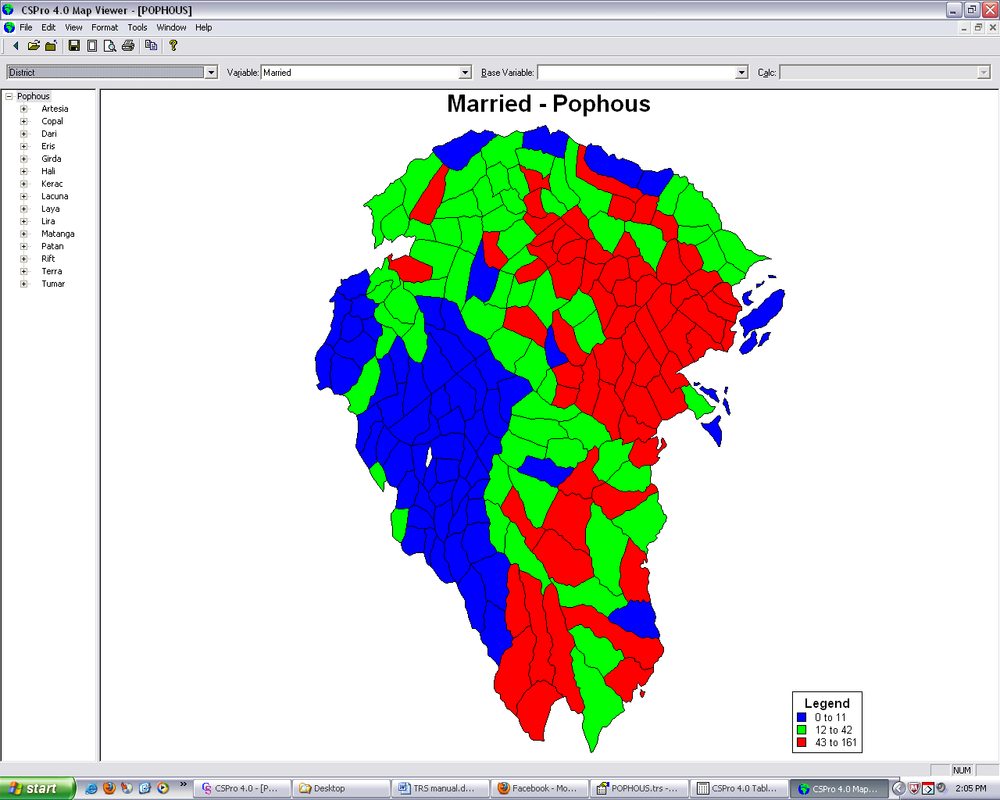 CSPro 4.0 Map Viewer - [POPHOUS]
File Edit View Format Tools Window Help
District Variable: Married Base Variable: Calc:
Pophous
Artesia
Copal
Dari
Eris
Girda
Hali
Kerac
Lacuna
Laya
Lira
Matanga
Patan
Rift
Terra
Tumar
Married - Pophous
Legend
0 to 11
12 to 42
43 to 161
NUM
start
»
CSPro 4.0 - [P...
Desktop
TRS manual.d...
Facebook - Mo...
POPHOUS.trs -...
CSPro 4.0 Tabl...
CSPro 4.0 Map...
2:05 PM